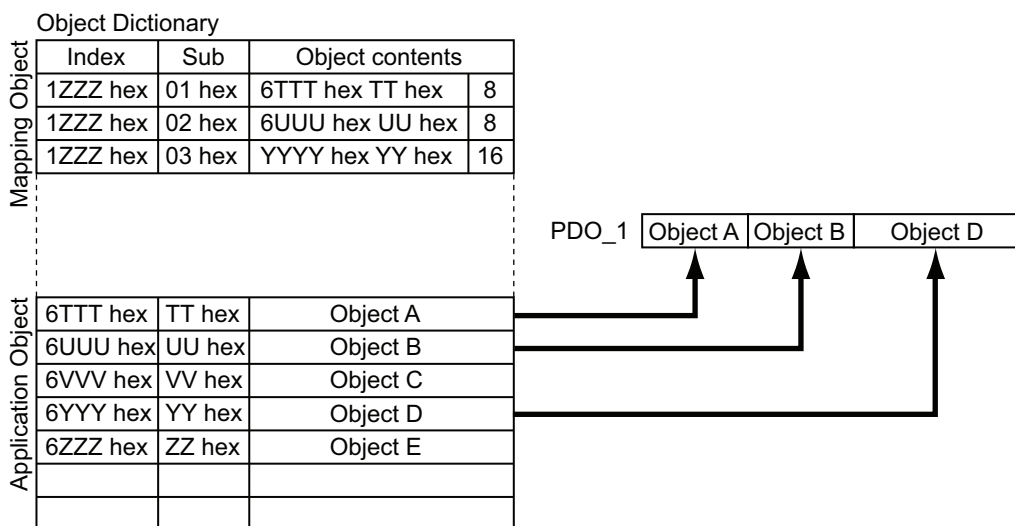 Object Dictionary
Mapping Object
Index Sub Object contents
1ZZZ hex 01 hex 6TTT hex TT hex 8
1ZZZ hex 02 hex 6UUU hex UU hex 8
1ZZZ hex 03 hex YYYY hex YY hex 16
PDO_1 Object A Object B Object D
Application Object
6TTT hex TT hex Object A
6UUU hex UU hex Object B
6VVV hex VV hex Object C
6YYY hex YY hex Object D
6ZZZ hex ZZ hex Object E